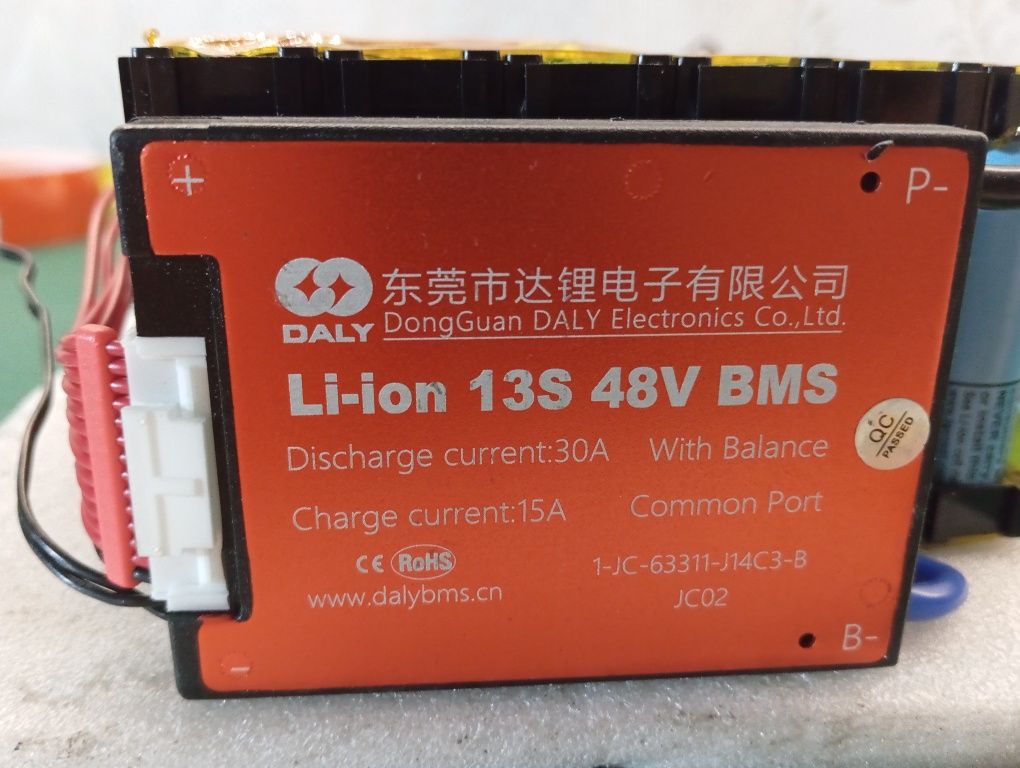 +
P-
东莞市达锂电子有限公司
DALY
DongGuan DALY Electronics Co.,Ltd.
Li-ion 13S 48V BMS
QC
PASSED
Discharge current:30A With Balance
Charge current:15A Common Port
CE RoHS
1-JC-63311-J14C3-B
www.dalybms.cn
JC02
-
B-